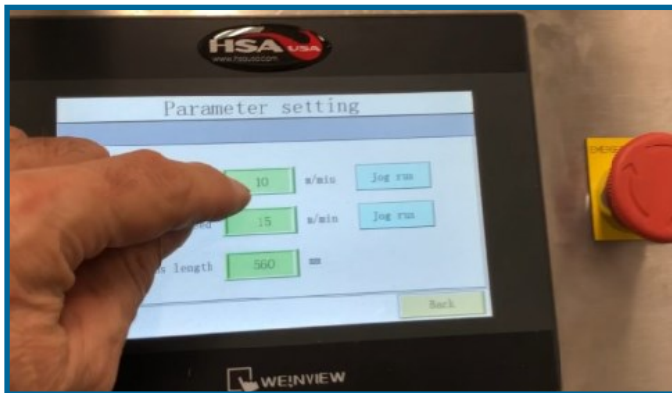 HSA USA
www.hsausa.com
Parameter setting
10 m/min Jog run
15 m/min Jog run
length 560 mm
Back
WEINVIEW